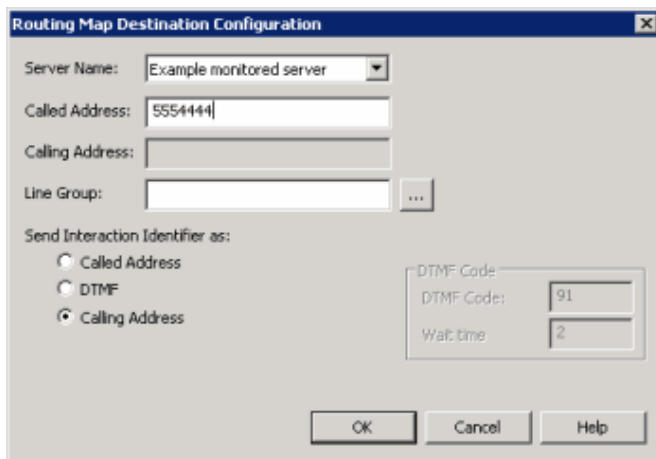 Routing Map Destination Configuration
Server Name: Example monitored server
Called Address: 5554444
Calling Address:
Line Group: ...
Send Interaction Identifier as:
Called Address
DTMF
Calling Address
DTMF Code
DTMF Code: 91
Wait time 2
OK Cancel Help